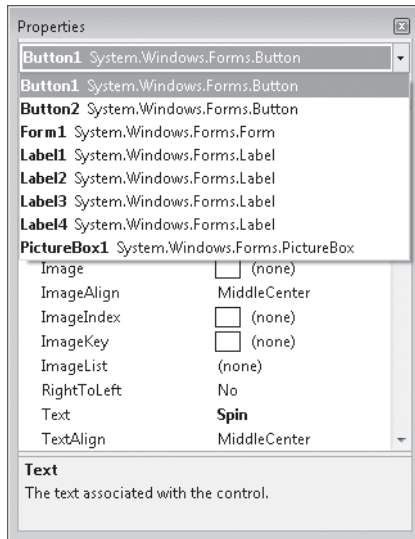 Properties
Button1 System.Windows.Forms.Button
Button1 System.Windows.Forms.Button
Button2 System.Windows.Forms.Button
Form1 System.Windows.Forms.Form
Label1 System.Windows.Forms.Label
Label2 System.Windows.Forms.Label
Label3 System.Windows.Forms.Label
Label4 System.Windows.Forms.Label
PictureBox1 System.Windows.Forms.PictureBox
Image (none)
ImageAlign MiddleCenter
ImageIndex (none)
ImageKey (none)
ImageList (none)
RightToLeft No
Text Spin
TextAlign MiddleCenter
Text
The text associated with the control.